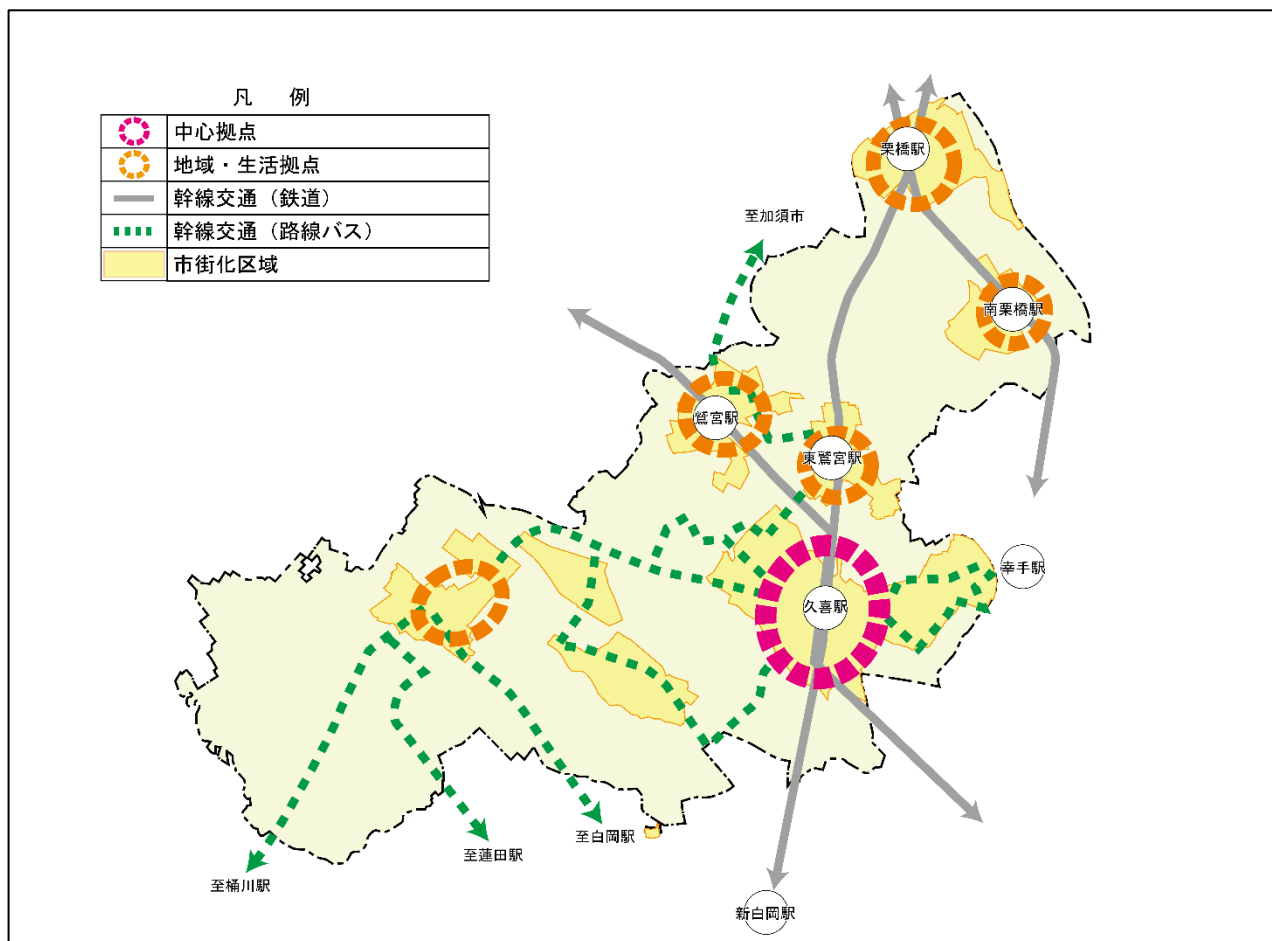 凡 例
中心拠点
地域・生活拠点
幹線交通（鉄道）
幹線交通（路線バス）
市街化区域
栗橋駅
至加須市
南栗橋駅
鷲宮駅
東鷲宮駅
幸手駅
久喜駅
至白岡駅
至蓮田駅
至桶川駅
新白岡駅